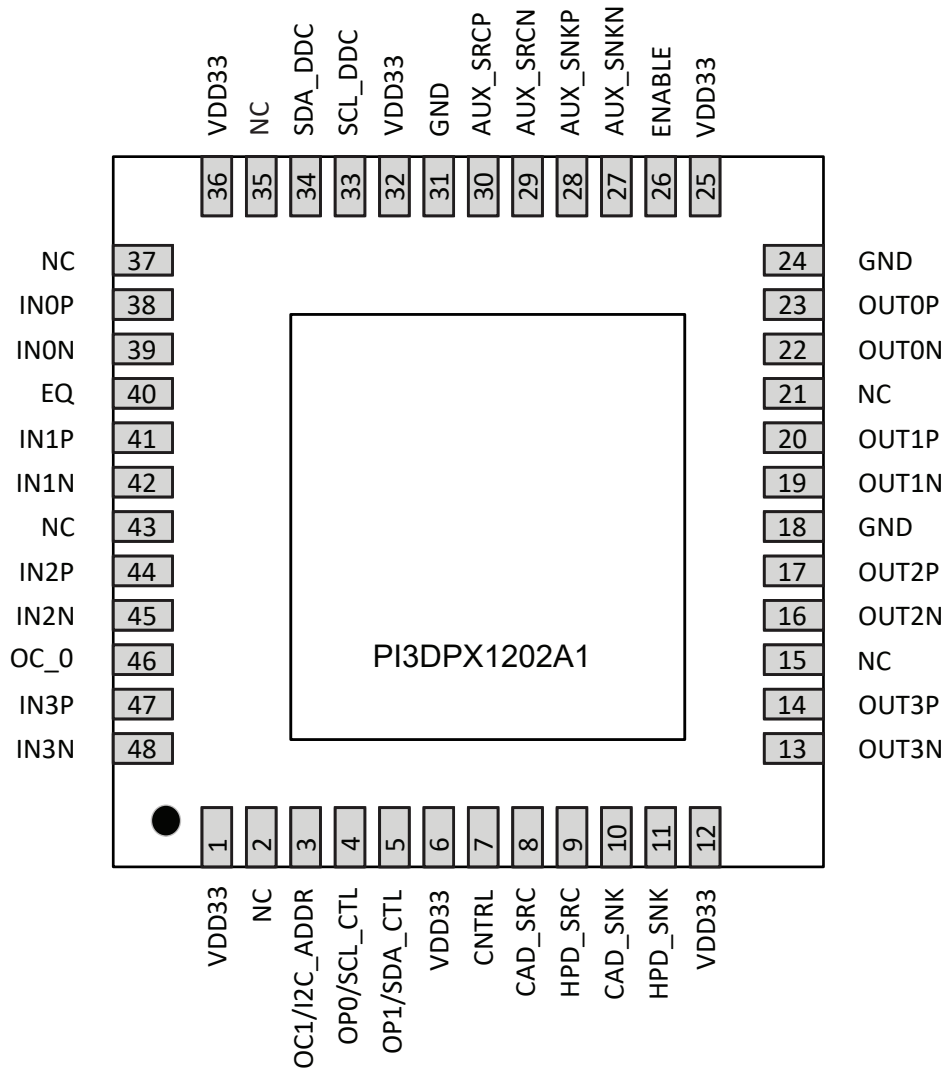 VDD33
NC
SDA_DDC
SCL_DDC
VDD33
GND
AUX_SRCP
AUX_SRCN
AUX_SNKP
AUX_SNKN
ENABLE
VDD33
36
35
34
33
32
31
30
29
28
27
26
25
NC 37
24 GND
IN0P 38
23 OUT0P
IN0N 39
22 OUT0N
EQ 40
21 NC
IN1P 41
20 OUT1P
IN1N 42
19 OUT1N
NC 43
18 GND
IN2P 44
17 OUT2P
IN2N 45
16 OUT2N
OC_0 46
15 NC
IN3P 47
14 OUT3P
IN3N 48
13 OUT3N
PI3DPX1202A1
1
2
3
4
5
6
7
8
9
10
11
12
VDD33
NC
OC1/I2C_ADDR
OP0/SCL_CTL
OP1/SDA_CTL
VDD33
CNTRL
CAD_SRC
HPD_SRC
CAD_SNK
HPD_SNK
VDD33